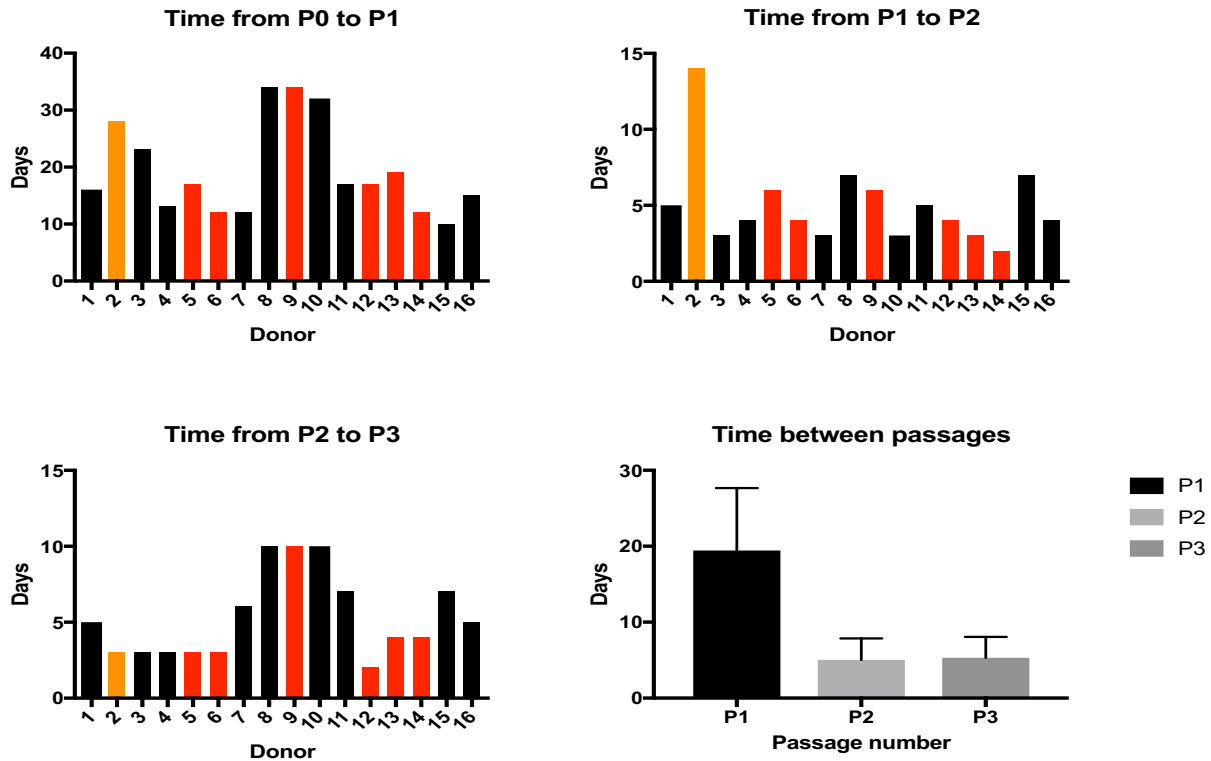 Time from P0 to P1
40
30
20
10
0
Days
1 2 3 4 5 6 7 8 9 10 11 12 13 14 15 16
Donor
Time from P1 to P2
15
10
5
0
Days
1 2 3 4 5 6 7 8 9 10 11 12 13 14 15 16
Donor
Time from P2 to P3
15
10
5
0
Days
1 2 3 4 5 6 7 8 9 10 11 12 13 14 15 16
Donor
Time between passages
30
20
10
0
Days
P1 P2 P3
Passage number
P1
P2
P3